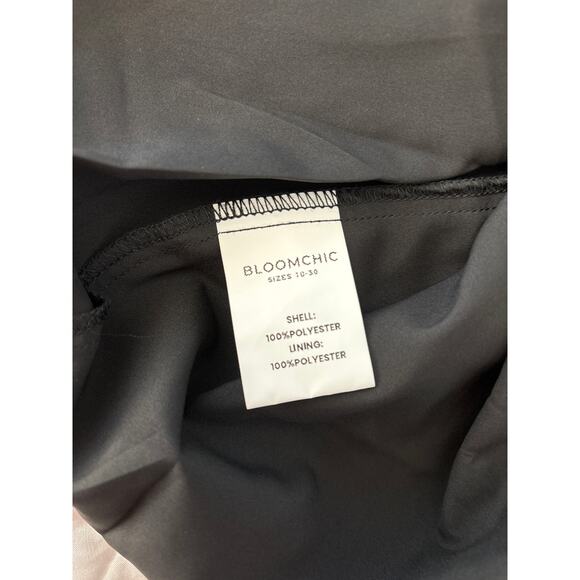 BLOOMCHIC
SIZES 10-30
SHELL:
100%POLYESTER
LINING:
100%POLYESTER